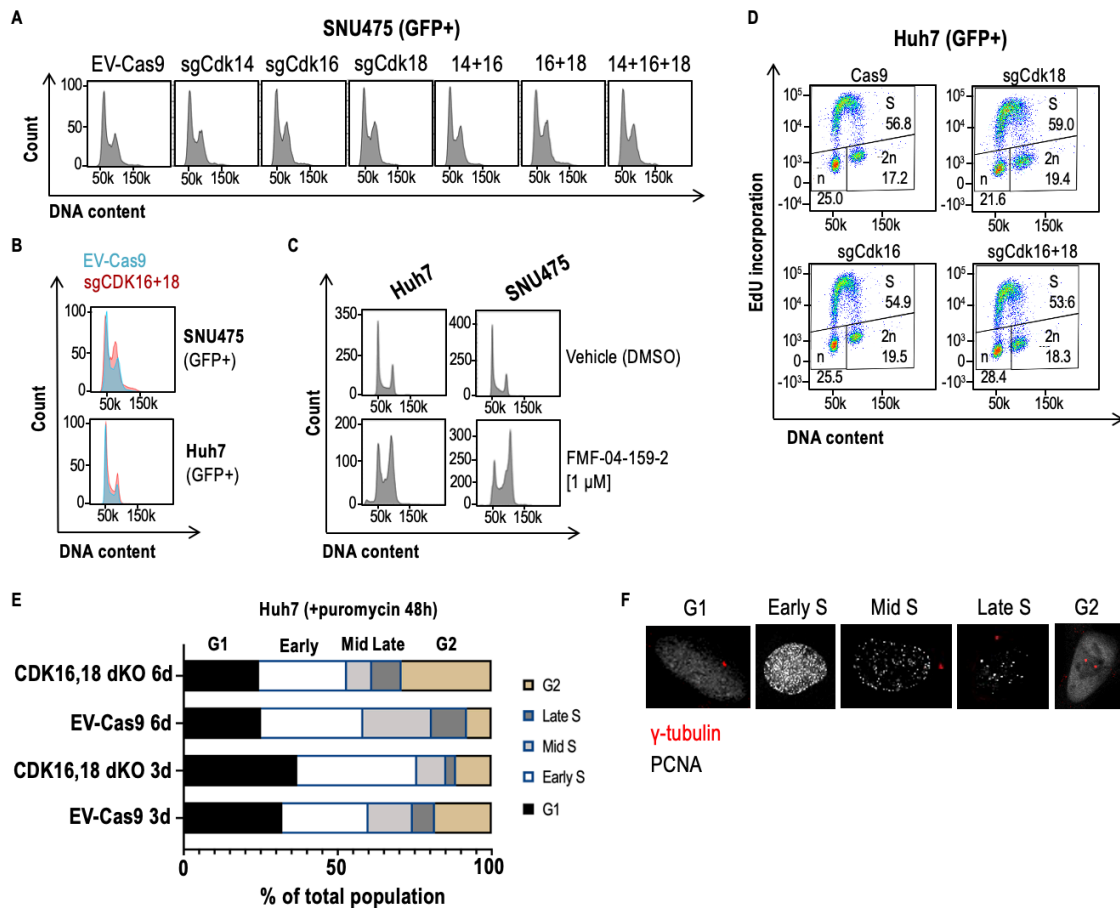 A
SNU475 (GFP+)
EV-Cas9 sgCdk14 sgCdk16 sgCdk18 14+16 16+18 14+16+18
100
50
0
Count
50k 150k 50k 150k 50k 150k 50k 150k 50k 150k 50k 150k 50k 150k
DNA content
B
EV-Cas9
sgCDK16+18
100
50
0
SNU475
(GFP+)
50k 150k
Count
100
50
0
Huh7
(GFP+)
50k 150k
DNA content
C
Huh7 SNU475
350
250
0
400
250
0
Vehicle (DMSO)
50k 150k 50k 150k
Count
200
100
0
300
200
100
0
FMF-04-159-2
[1 µM]
50k 150k 50k 150k
DNA content
D
Huh7 (GFP+)
Cas9 sgCdk18
10⁵
10⁴
10³
0
-10⁴
S
56.8
2n
17.2
n
25.0
50k 150k
10⁵
10⁴
10³
0
-10³
S
59.0
2n
19.4
n
21.6
50k 150k
EdU incorporation
sgCdk16 sgCdk16+18
10⁵
10⁴
10³
0
-10³
S
54.9
2n
19.5
n
25.5
50k 150k
10⁵
10⁴
10³
0
-10³
S
53.6
2n
18.3
n
28.4
50k 150k
DNA content
E
Huh7 (+puromycin 48h)
G1 Early Mid Late G2
CDK16,18 dKO 6d
EV-Cas9 6d
CDK16,18 dKO 3d
EV-Cas9 3d
0 50 100
% of total population
G2
Late S
Mid S
Early S
G1
F
G1 Early S Mid S Late S G2
γ-tubulin
PCNA